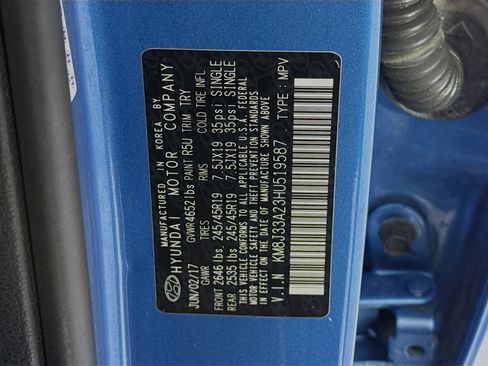 MANUFACTURED IN KOREA BY
HYUNDAI MOTOR COMPANY
JUN/02/17 GVWR 4652 lbs PAINT R5U TRIM TRY
GAWR TIRES RIMS COLD TIRE INFL
FRONT 2646 lbs 245/45R19 7.5JX19 35psi SINGLE
REAR 2535 lbs 245/45R19 7.5JX19 35psi SINGLE
THIS VEHICLE CONFORMS TO ALL APPLICABLE U.S.A. FEDERAL
MOTOR VEHICLE SAFETY, BUMPER AND THEFT PREVENTION STANDARDS
IN EFFECT ON THE DATE OF MANUFACTURE SHOWN ABOVE.
V.I.N KM8J33A23HU519587 TYPE: MPV